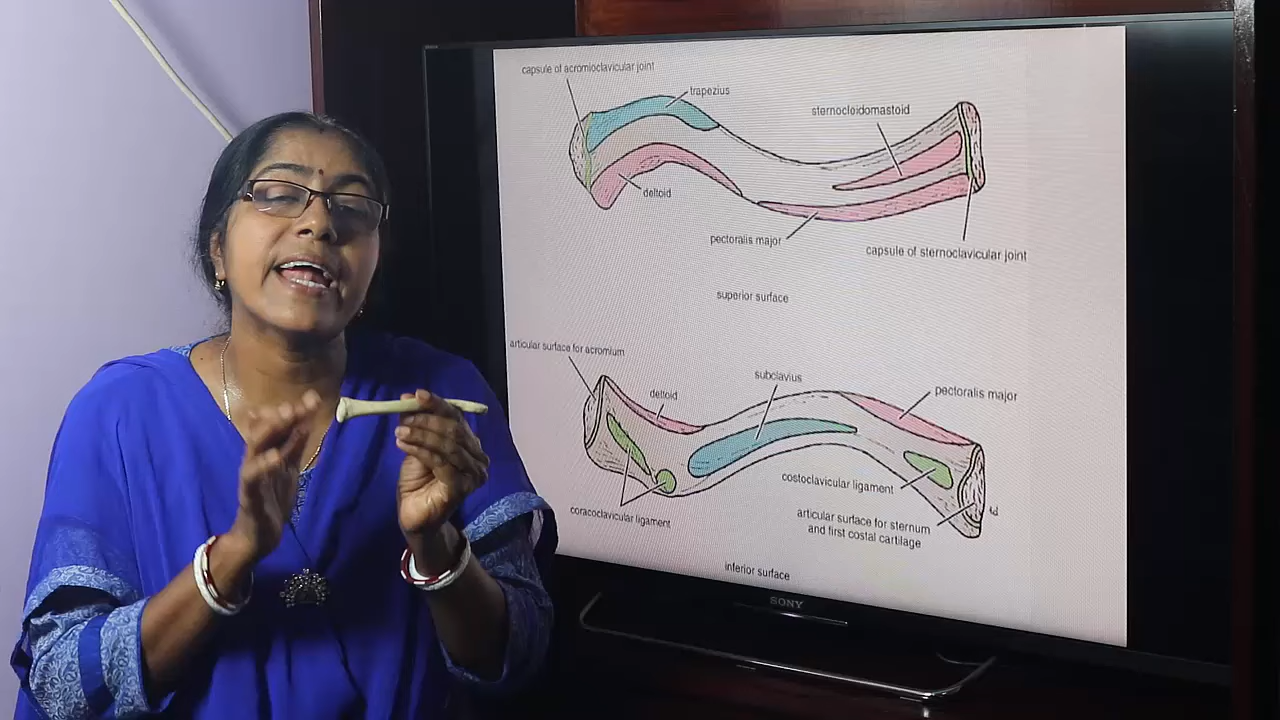 capsule of acromioclavicular joint
trapezius
sternocloidomastoid
deltoid
pectoralis major
capsule of sternoclavicular joint
superior surface
articular surface for acromium
deltoid
subclavius
pectoralis major
costoclavicular ligament
coracoclavicular ligament
articular surface for sternum
and first costal cartilage
inferior surface
SONY